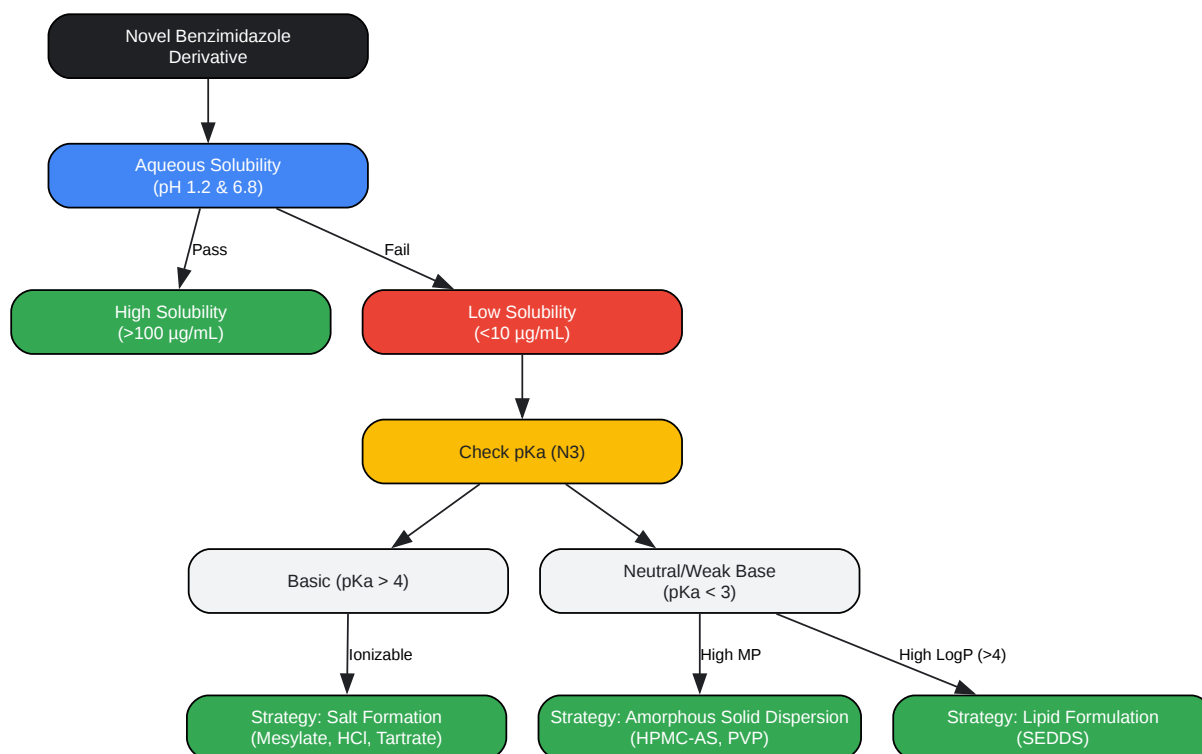 Novel Benzimidazole
Derivative
Aqueous Solubility
(pH 1.2 & 6.8)
Pass
Fail
High Solubility
(>100 µg/mL)
Low Solubility
(<10 µg/mL)
Check pKa (N3)
Basic (pKa > 4)
Neutral/Weak Base
(pKa < 3)
Ionizable
High MP
High LogP (>4)
Strategy: Salt Formation
(Mesylate, HCl, Tartrate)
Strategy: Amorphous Solid Dispersion
(HPMC-AS, PVP)
Strategy: Lipid Formulation
(SEDDS)